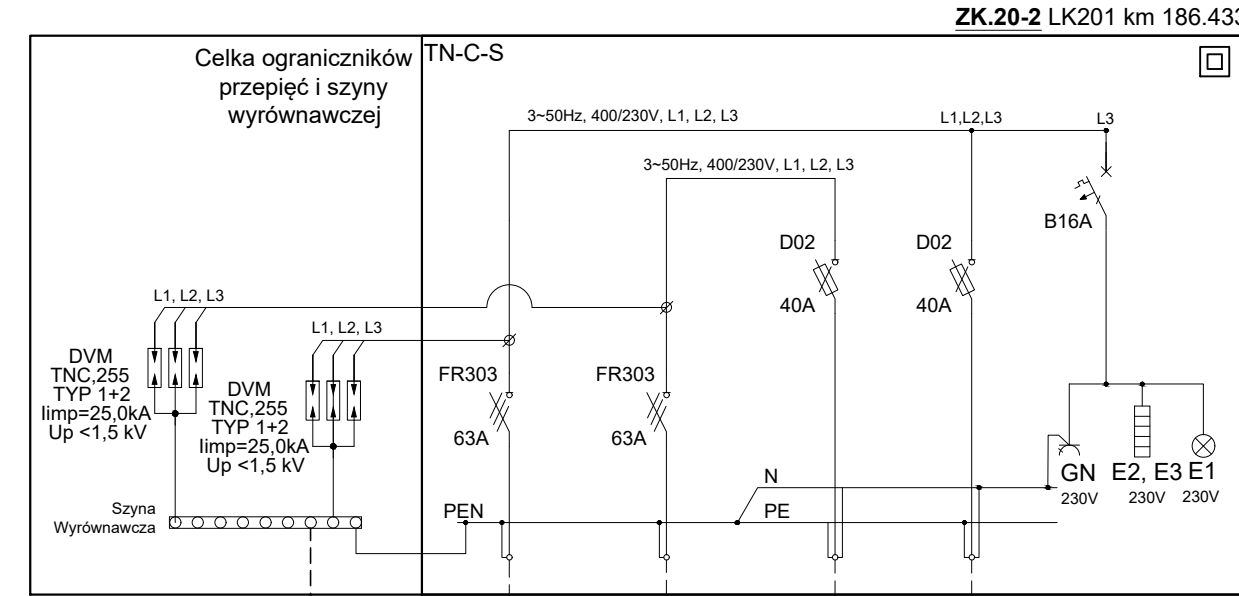 ZK.20-2 LK201 km 186.433
Celka ograniczników
przepięć i szyny
wyrównawczej
TN-C-S
3~50Hz, 400/230V, L1, L2, L3
L1,L2,L3
L3
3~50Hz, 400/230V, L1, L2, L3
B16A
D02
40A
D02
40A
L1, L2, L3
L1, L2, L3
DVM
TNC,255
TYP 1+2
Iimp=25,0kA
Up <1,5 kV
DVM
TNC,255
TYP 1+2
Iimp=25,0kA
Up <1,5 kV
FR303
63A
FR303
63A
GN
230V
E2, E3
230V
E1
230V
N
PEN
PE
Szyna
Wyrównawcza